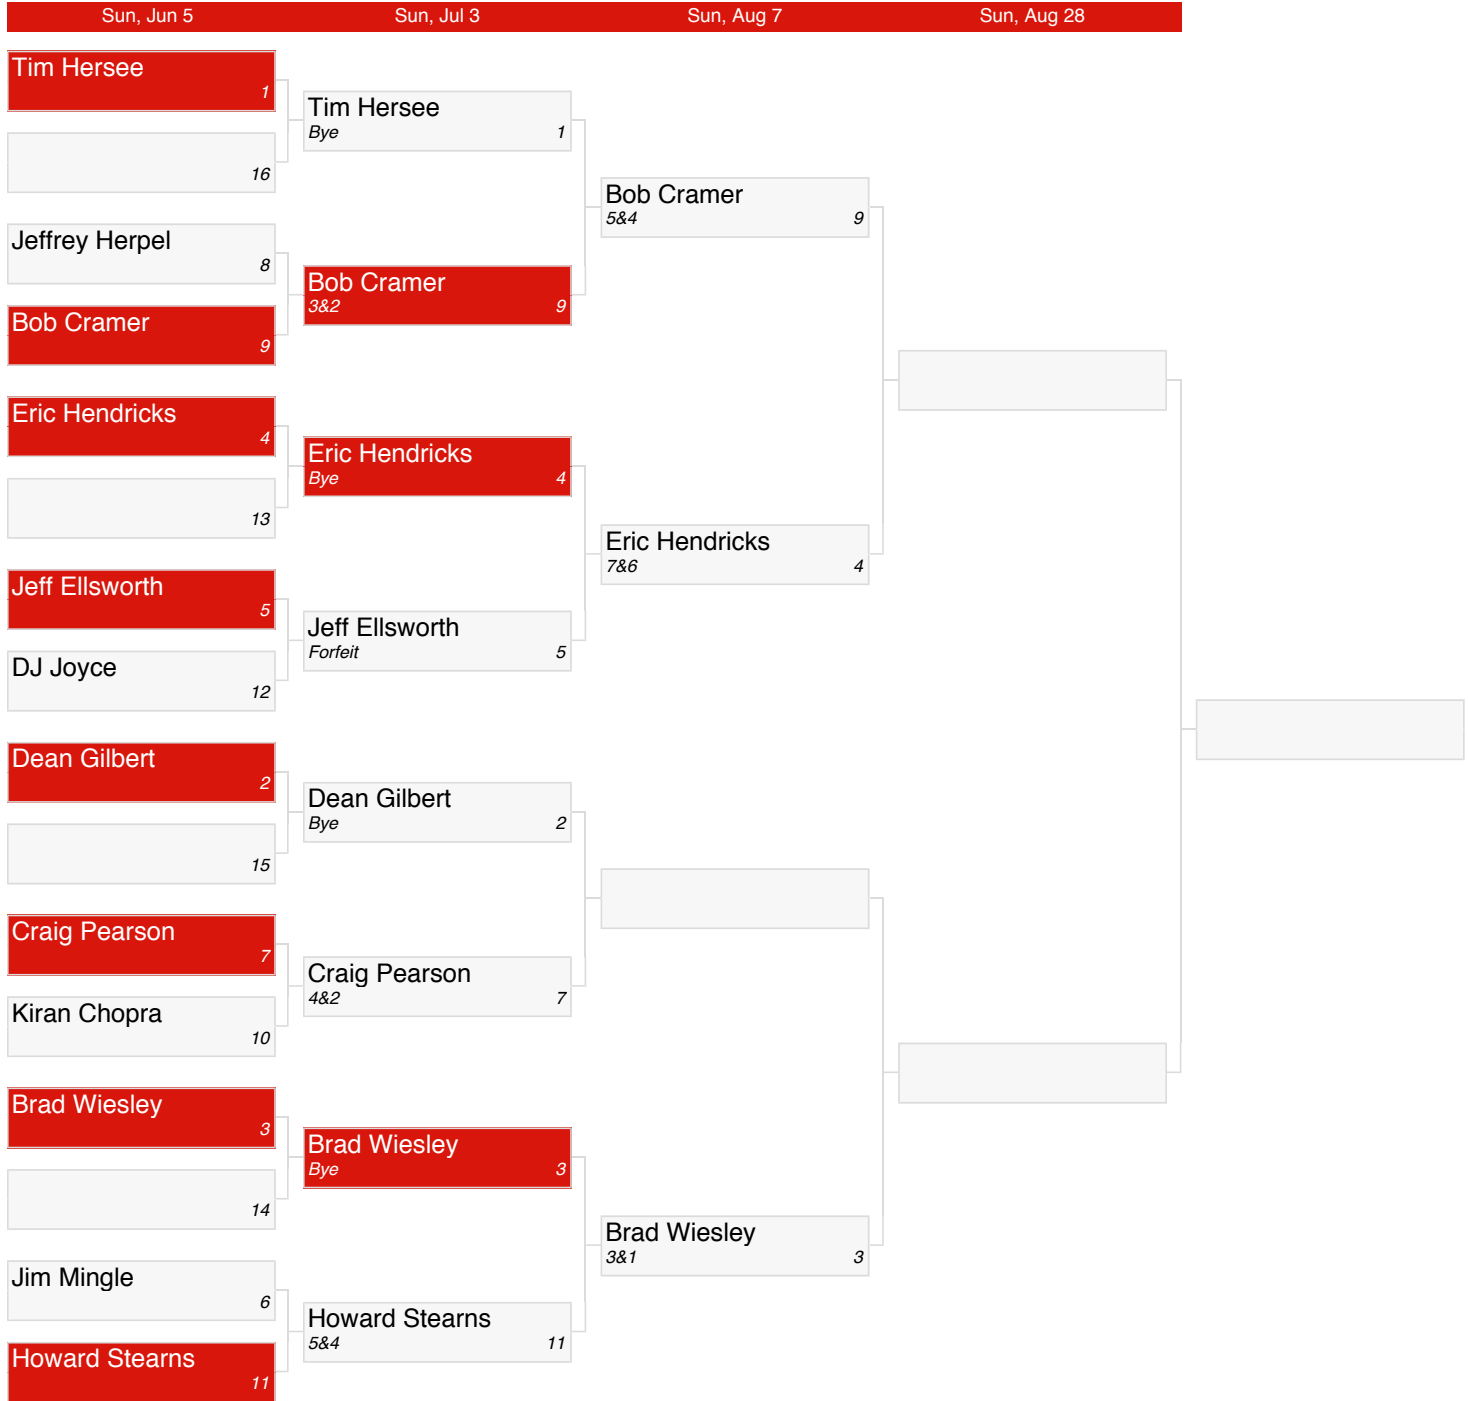 Sun, Jun 5
Sun, Jul 3
Sun, Aug 7
Sun, Aug 28
Tim Hersee
1
16
Jeffrey Herpel
8
Bob Cramer
9
Eric Hendricks
4
13
Jeff Ellsworth
5
DJ Joyce
12
Dean Gilbert
2
15
Craig Pearson
7
Kiran Chopra
10
Brad Wiesley
3
14
Jim Mingle
6
Howard Stearns
11
Tim Hersee
Bye 1
Bob Cramer
3&2 9
Eric Hendricks
Bye 4
Jeff Ellsworth
Forfeit 5
Dean Gilbert
Bye 2
Craig Pearson
4&2 7
Brad Wiesley
Bye 3
Howard Stearns
5&4 11
Bob Cramer
5&4 9
Eric Hendricks
7&6 4
Brad Wiesley
3&1 3